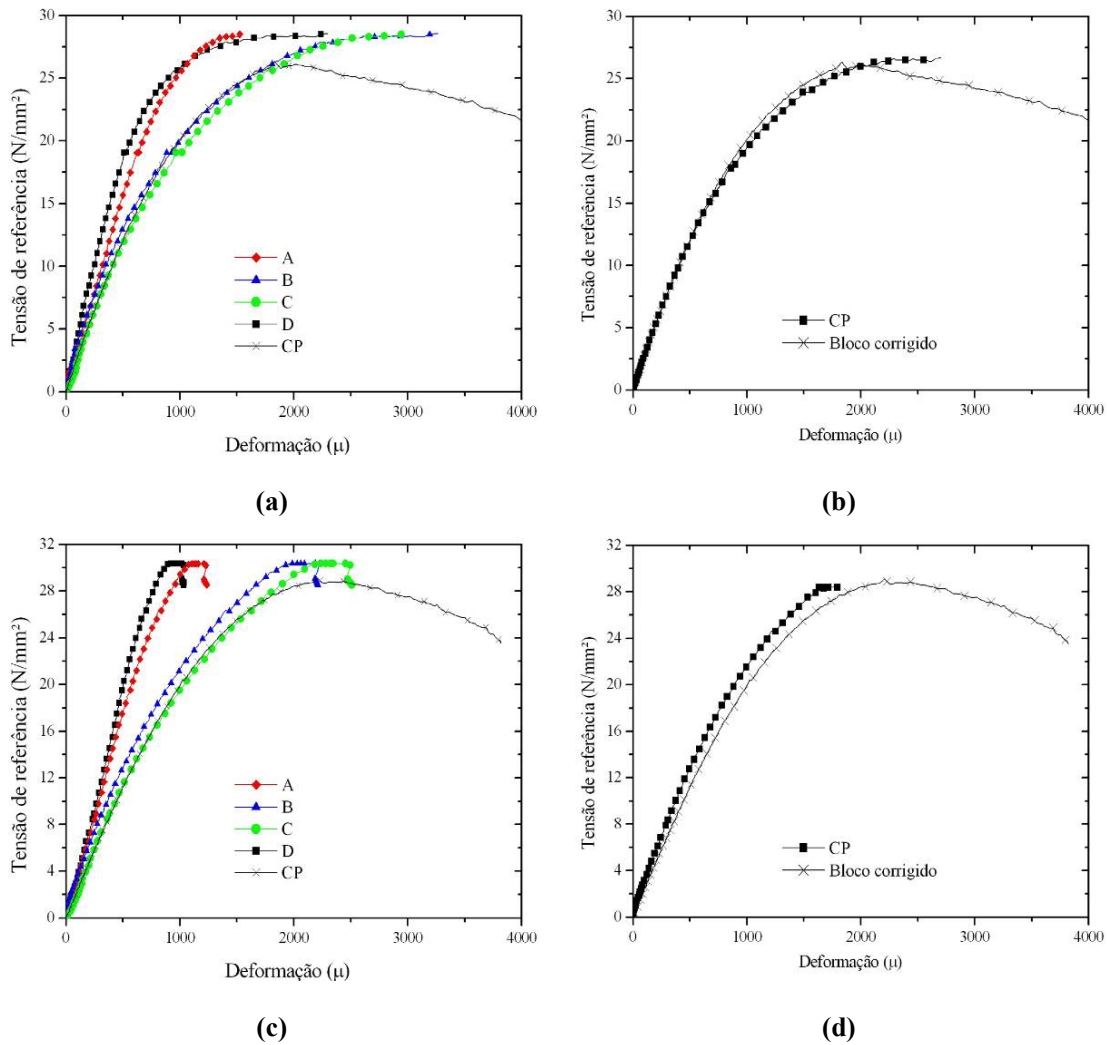 30
25
20
15
10
5
0
Tensão de referência (N/mm²)
A
B
C
D
CP
0 1000 2000 3000 4000
Deformação (μ)
(a)
30
25
20
15
10
5
0
Tensão de referência (N/mm²)
CP
Bloco corrigido
0 1000 2000 3000 4000
Deformação (μ)
(b)
32
28
24
20
16
12
8
4
0
Tensão de referência (N/mm²)
A
B
C
D
CP
0 1000 2000 3000 4000
Deformação (μ)
(c)
32
28
24
20
16
12
8
4
0
Tensão de referência (N/mm²)
CP
Bloco corrigido
0 1000 2000 3000 4000
Deformação (μ)
(d)